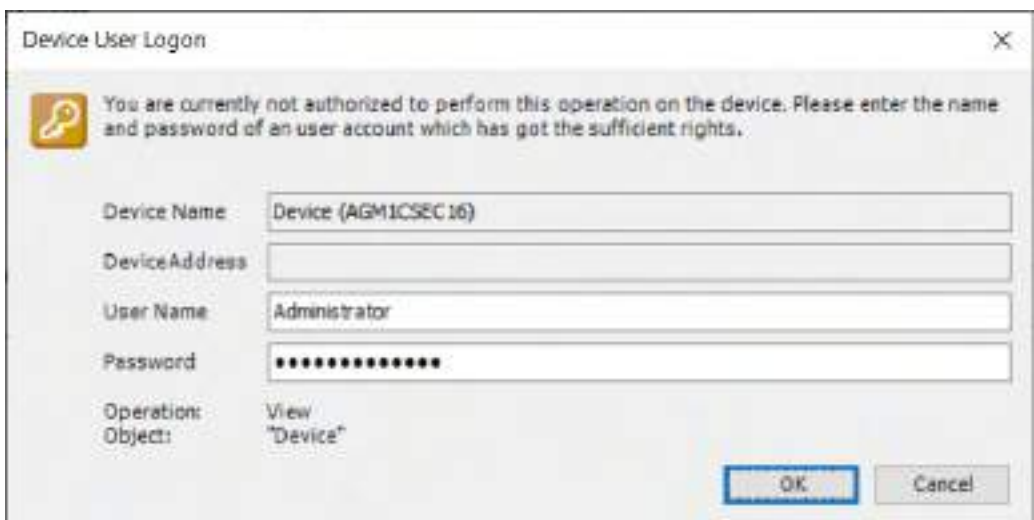 Device User Logon
You are currently not authorized to perform this operation on the device. Please enter the name
and password of an user account which has got the sufficient rights.
Device Name Device (AGM1CSEC16)
DeviceAddress
User Name Administrator
Password •••••••••••••
Operation: View
Object: "Device"
OK Cancel